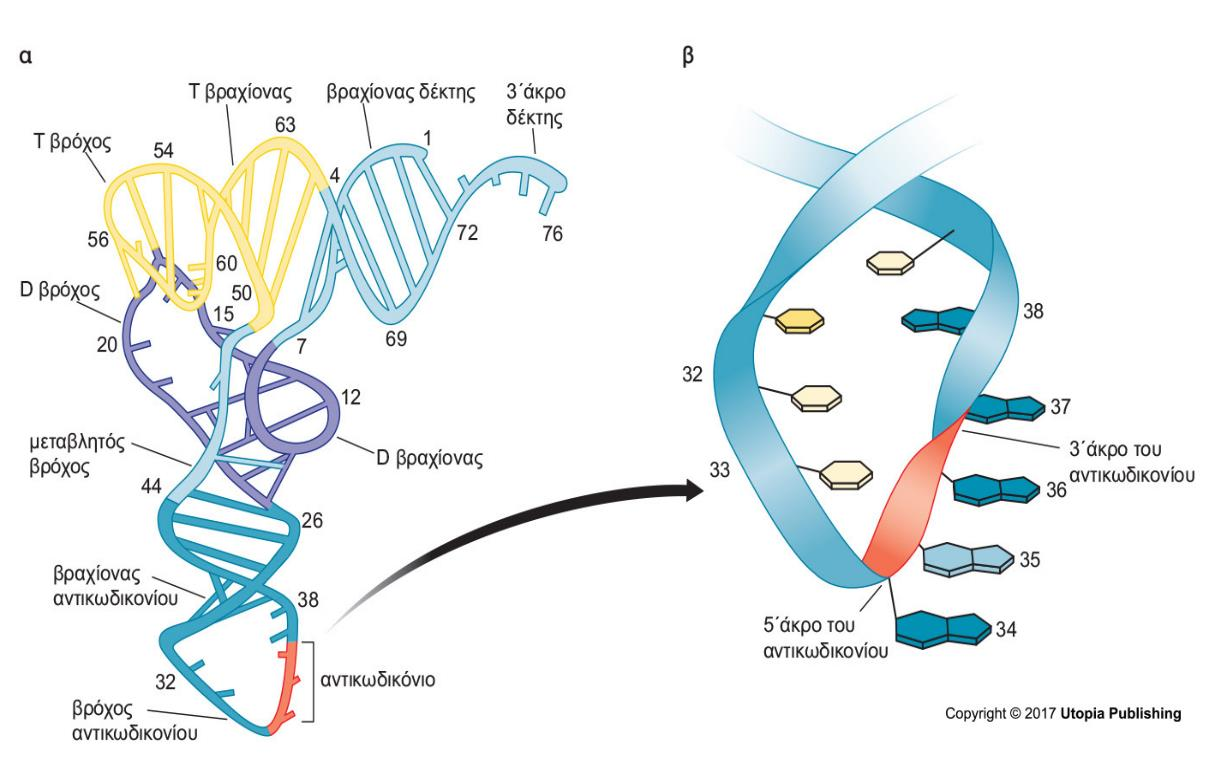 α
T βραχίονας
βραχίονας δέκτης
3΄άκρο
δέκτης
T βρόχος
54
63
4
1
56
60
50
72
76
D βρόχος
15
20
7
69
12
μεταβλητός
βρόχος
D βραχίονας
44
26
βραχίονας
αντικωδικονίου
38
32
αντικωδικόνιο
βρόχος
αντικωδικονίου
β
38
32
37
3΄άκρο του
αντικωδικονίου
33
36
35
5΄άκρο του
αντικωδικονίου
34
Copyright © 2017 Utopia Publishing